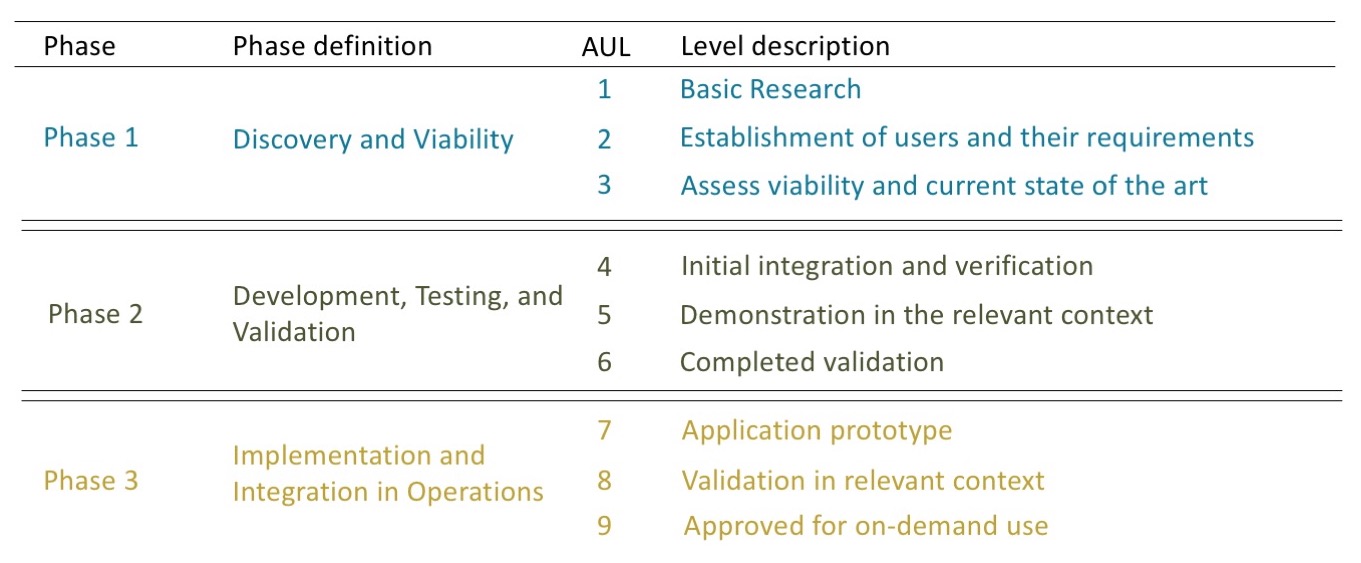 Phase Phase definition AUL Level description
1 Basic Research
Phase 1 Discovery and Viability 2 Establishment of users and their requirements
3 Assess viability and current state of the art
4 Initial integration and verification
Phase 2 Development, Testing, and
Validation 5 Demonstration in the relevant context
6 Completed validation
7 Application prototype
Phase 3 Implementation and
Integration in Operations 8 Validation in relevant context
9 Approved for on-demand use